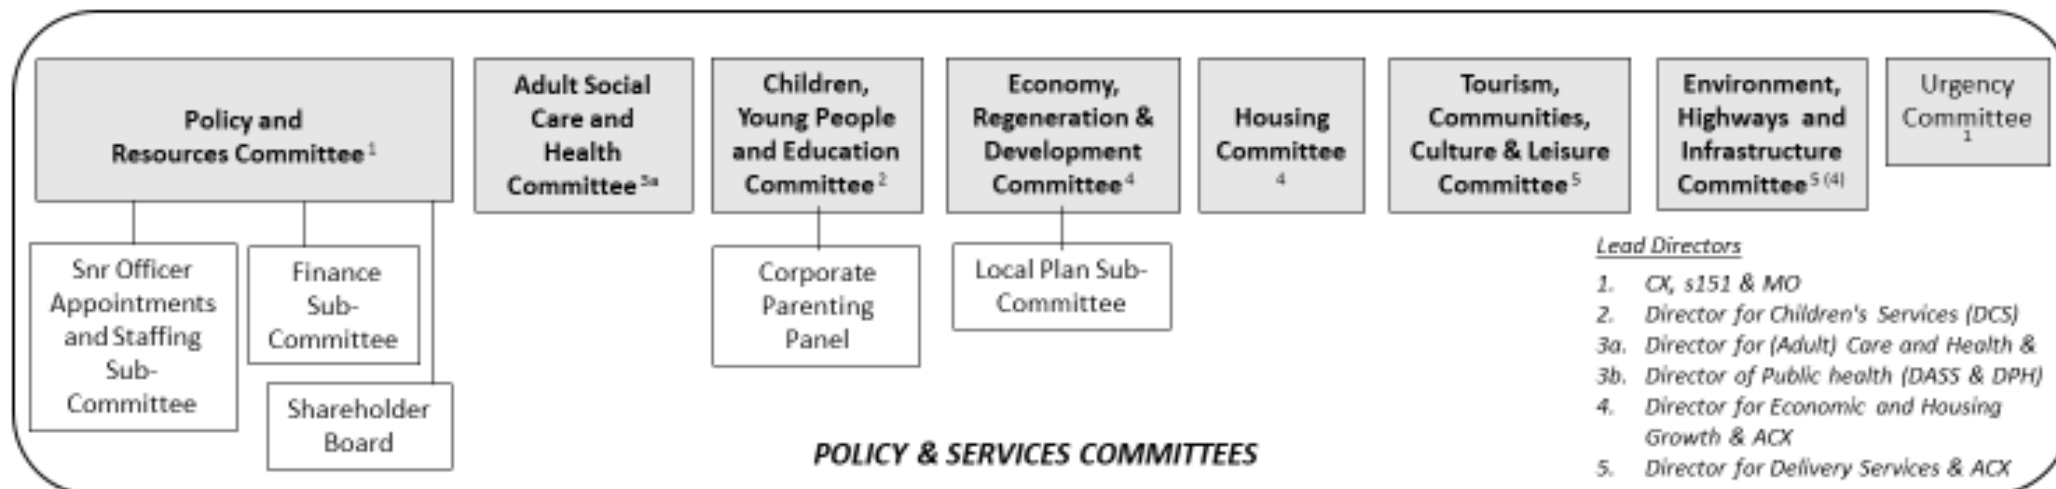 Policy and
Resources Committee 1
Adult Social
Care and
Health
Committee 5a
Children,
Young People
and Education
Committee 2
Economy,
Regeneration &
Development
Committee 4
Housing
Committee
4
Tourism,
Communities,
Culture & Leisure
Committee 5
Environment,
Highways and
Infrastructure
Committee 5 (4)
Urgency
Committee
1
Snr Officer
Appointments
and Staffing
Sub-
Committee
Finance
Sub-
Committee
Shareholder
Board
Corporate
Parenting
Panel
Local Plan Sub-
Committee
Lead Directors
1. CX, s151 & MO
2. Director for Children's Services (DCS)
3a. Director for (Adult) Care and Health &
3b. Director of Public health (DASS & DPH)
4. Director for Economic and Housing
Growth & ACX
5. Director for Delivery Services & ACX
POLICY & SERVICES COMMITTEES